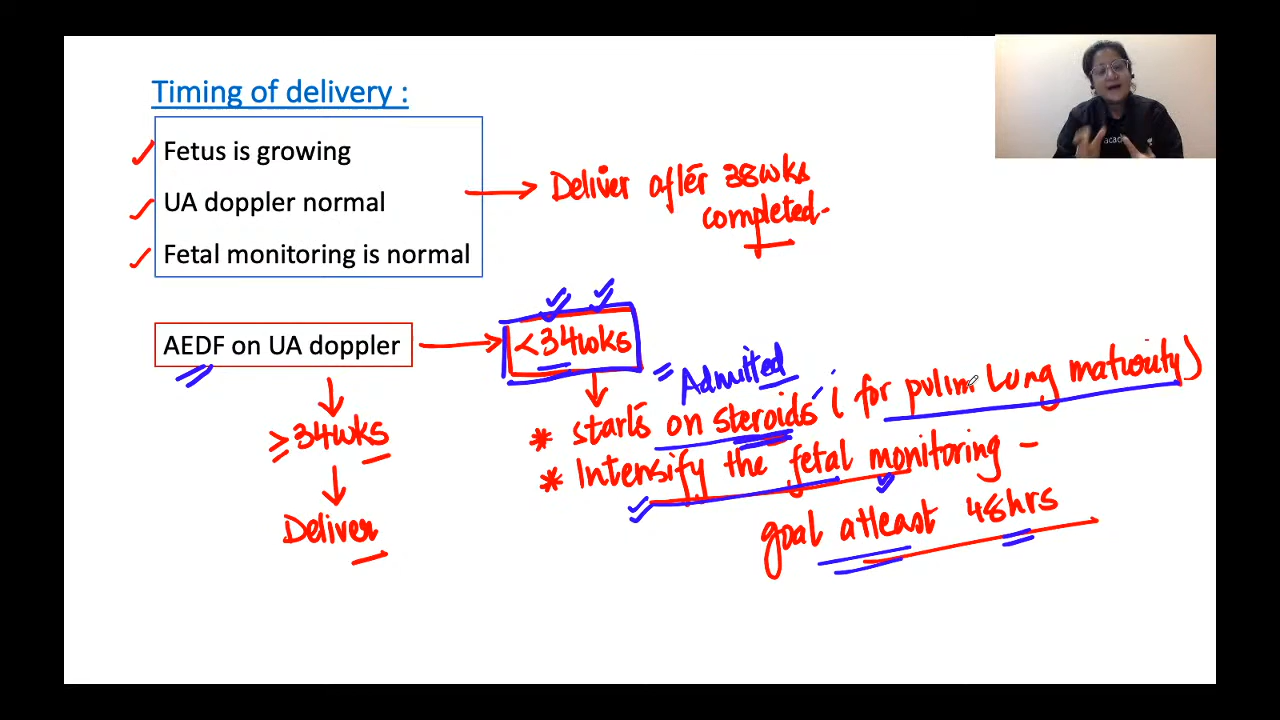 Timing of delivery :
Fetus is growing
UA doppler normal
Fetal monitoring is normal
Deliver after 38wks
completed-
AEDF on UA doppler
<34wks
≥34wks
Deliver
= Admitted
* starts on steroids ( for pulm Lung maturity)
* Intensify the fetal monitoring -
goal atleast 48hrs
acade